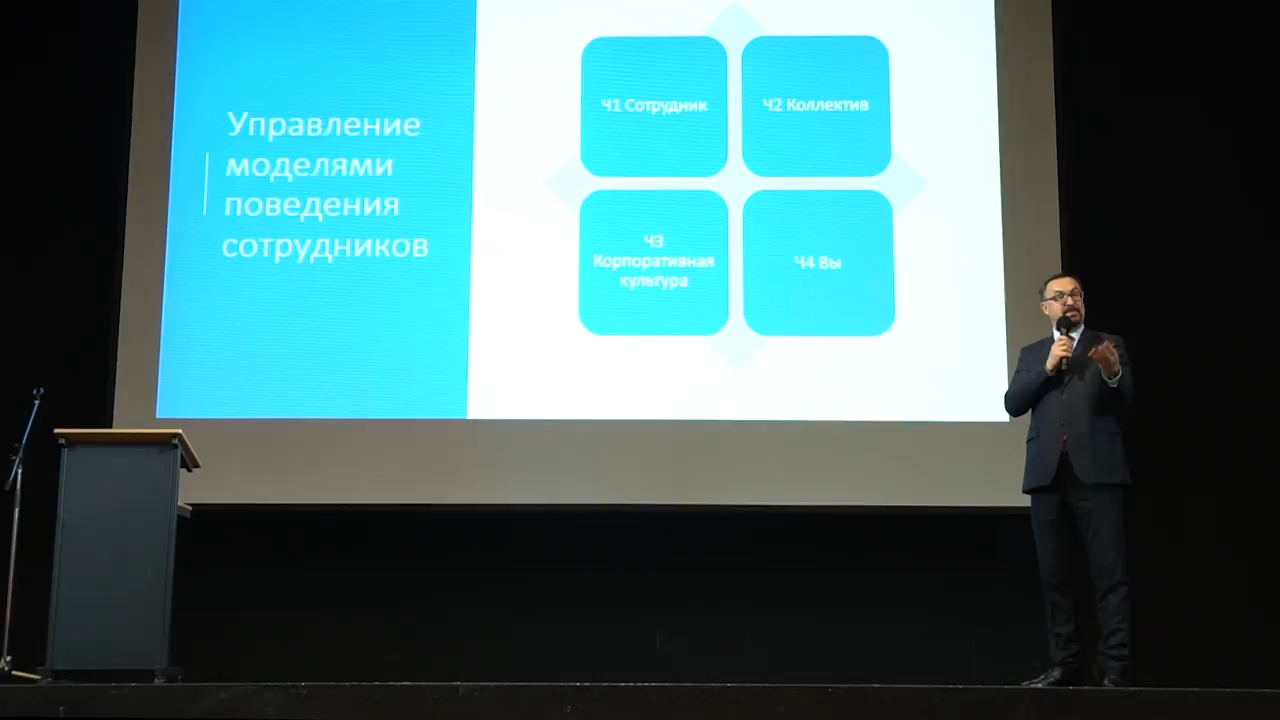 Управление
моделями
поведения
сотрудников
Ч1 Сотрудник
Ч2 Коллектив
Ч3
Корпоративная
культура
Ч4 Вы